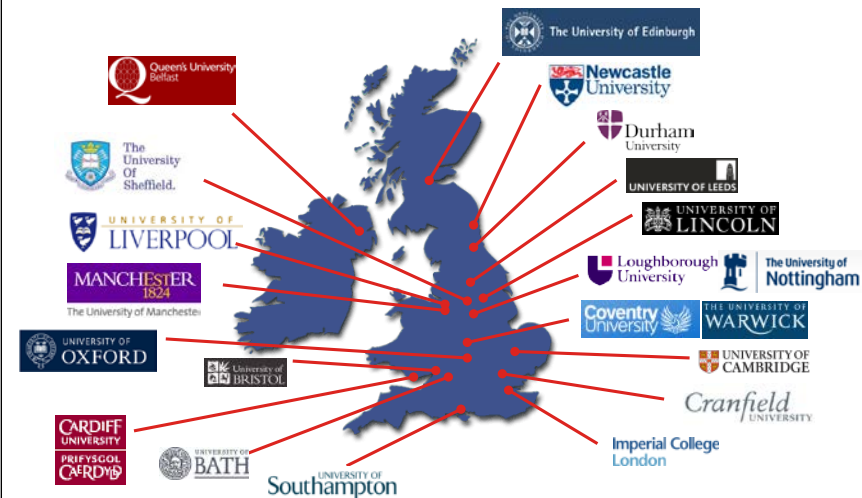 The University of Edinburgh
Queen's University
Belfast
Newcastle
University
Durham
University
The
University
Of
Sheffield.
UNIVERSITY OF LEEDS
UNIVERSITY OF
LINCOLN
UNIVERSITY OF
LIVERPOOL
Loughborough
University
The University of
Nottingham
MANCHESTER
1824
The University of Manchester
Coventry
University
THE UNIVERSITY OF
WARWICK
UNIVERSITY OF
OXFORD
University of
BRISTOL
UNIVERSITY OF
CAMBRIDGE
Cranfield
UNIVERSITY
CARDIFF
UNIVERSITY
PRIFYSGOL
CAERDYDD
UNIVERSITY OF
BATH
Imperial College
London
UNIVERSITY OF
Southampton